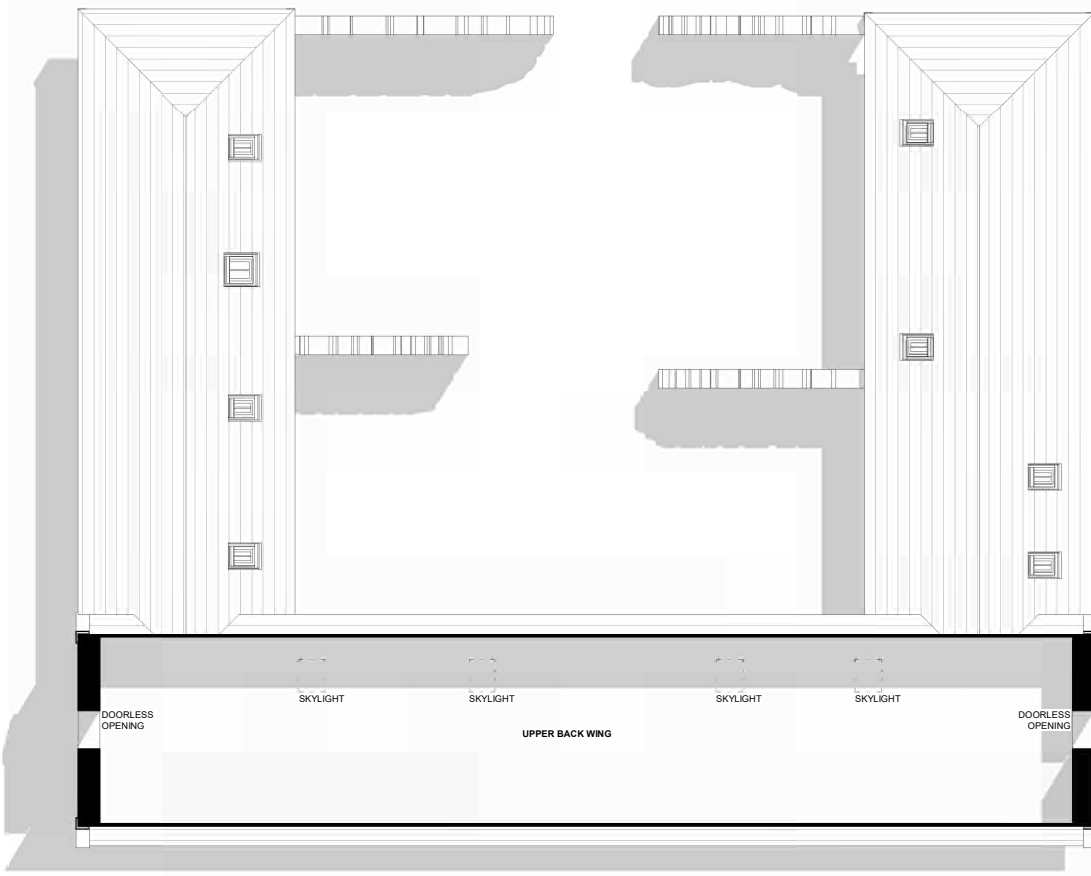 SKYLIGHT
SKYLIGHT
SKYLIGHT
SKYLIGHT
DOORLESS
OPENING
DOORLESS
OPENING
UPPER BACK WING